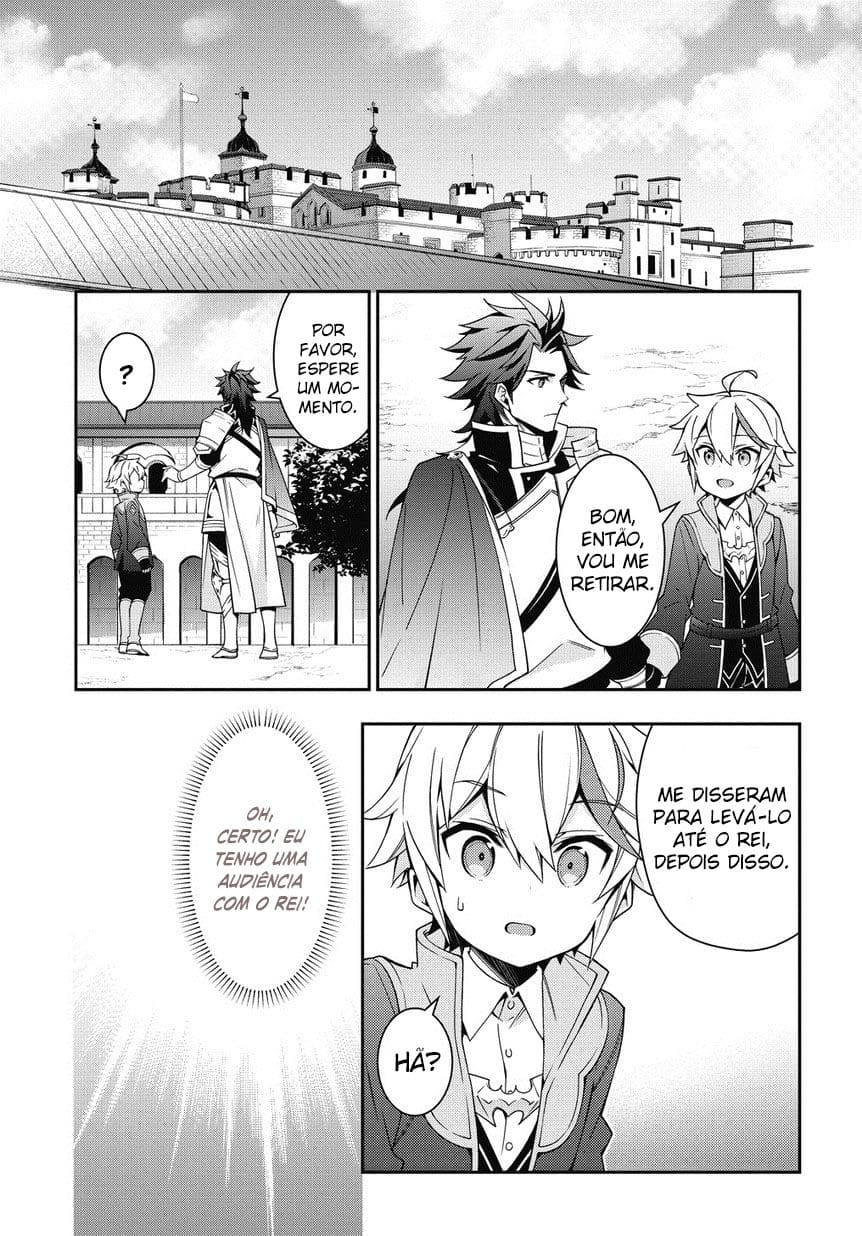 BOM,
ENTÃO,
VOU ME
RETIRAR.
POR
FAVOR,
ESPERE
UM MO-
MENTO.
?
ME DISSERAM
PARA LEVÁ-LO
ATÉ O REI,
DEPOIS DISSO.
HÃ?
OH,
CERTO! EU
TENHO UMA
AUDIÊNCIA
COM O REI!